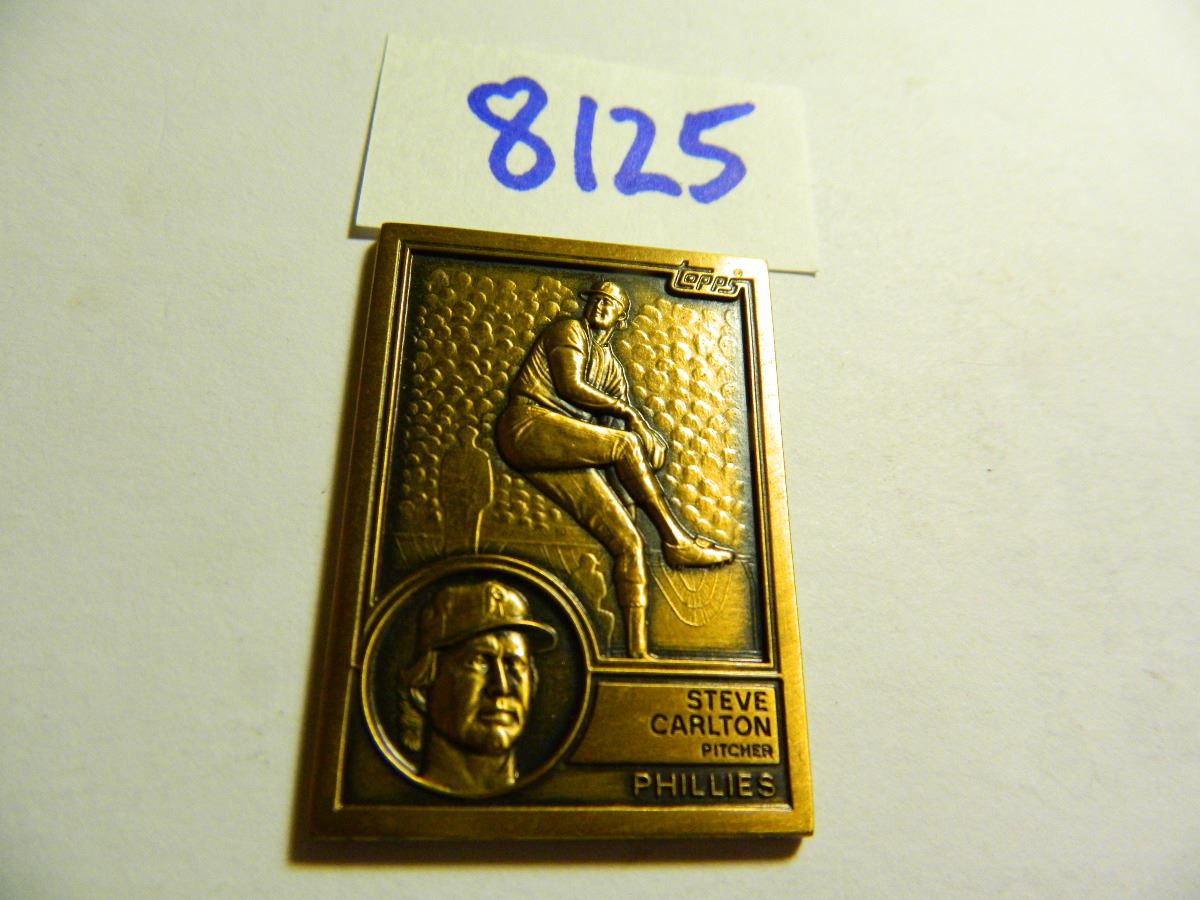 8125
topps
STEVE
CARLTON
PITCHER
PHILLIES